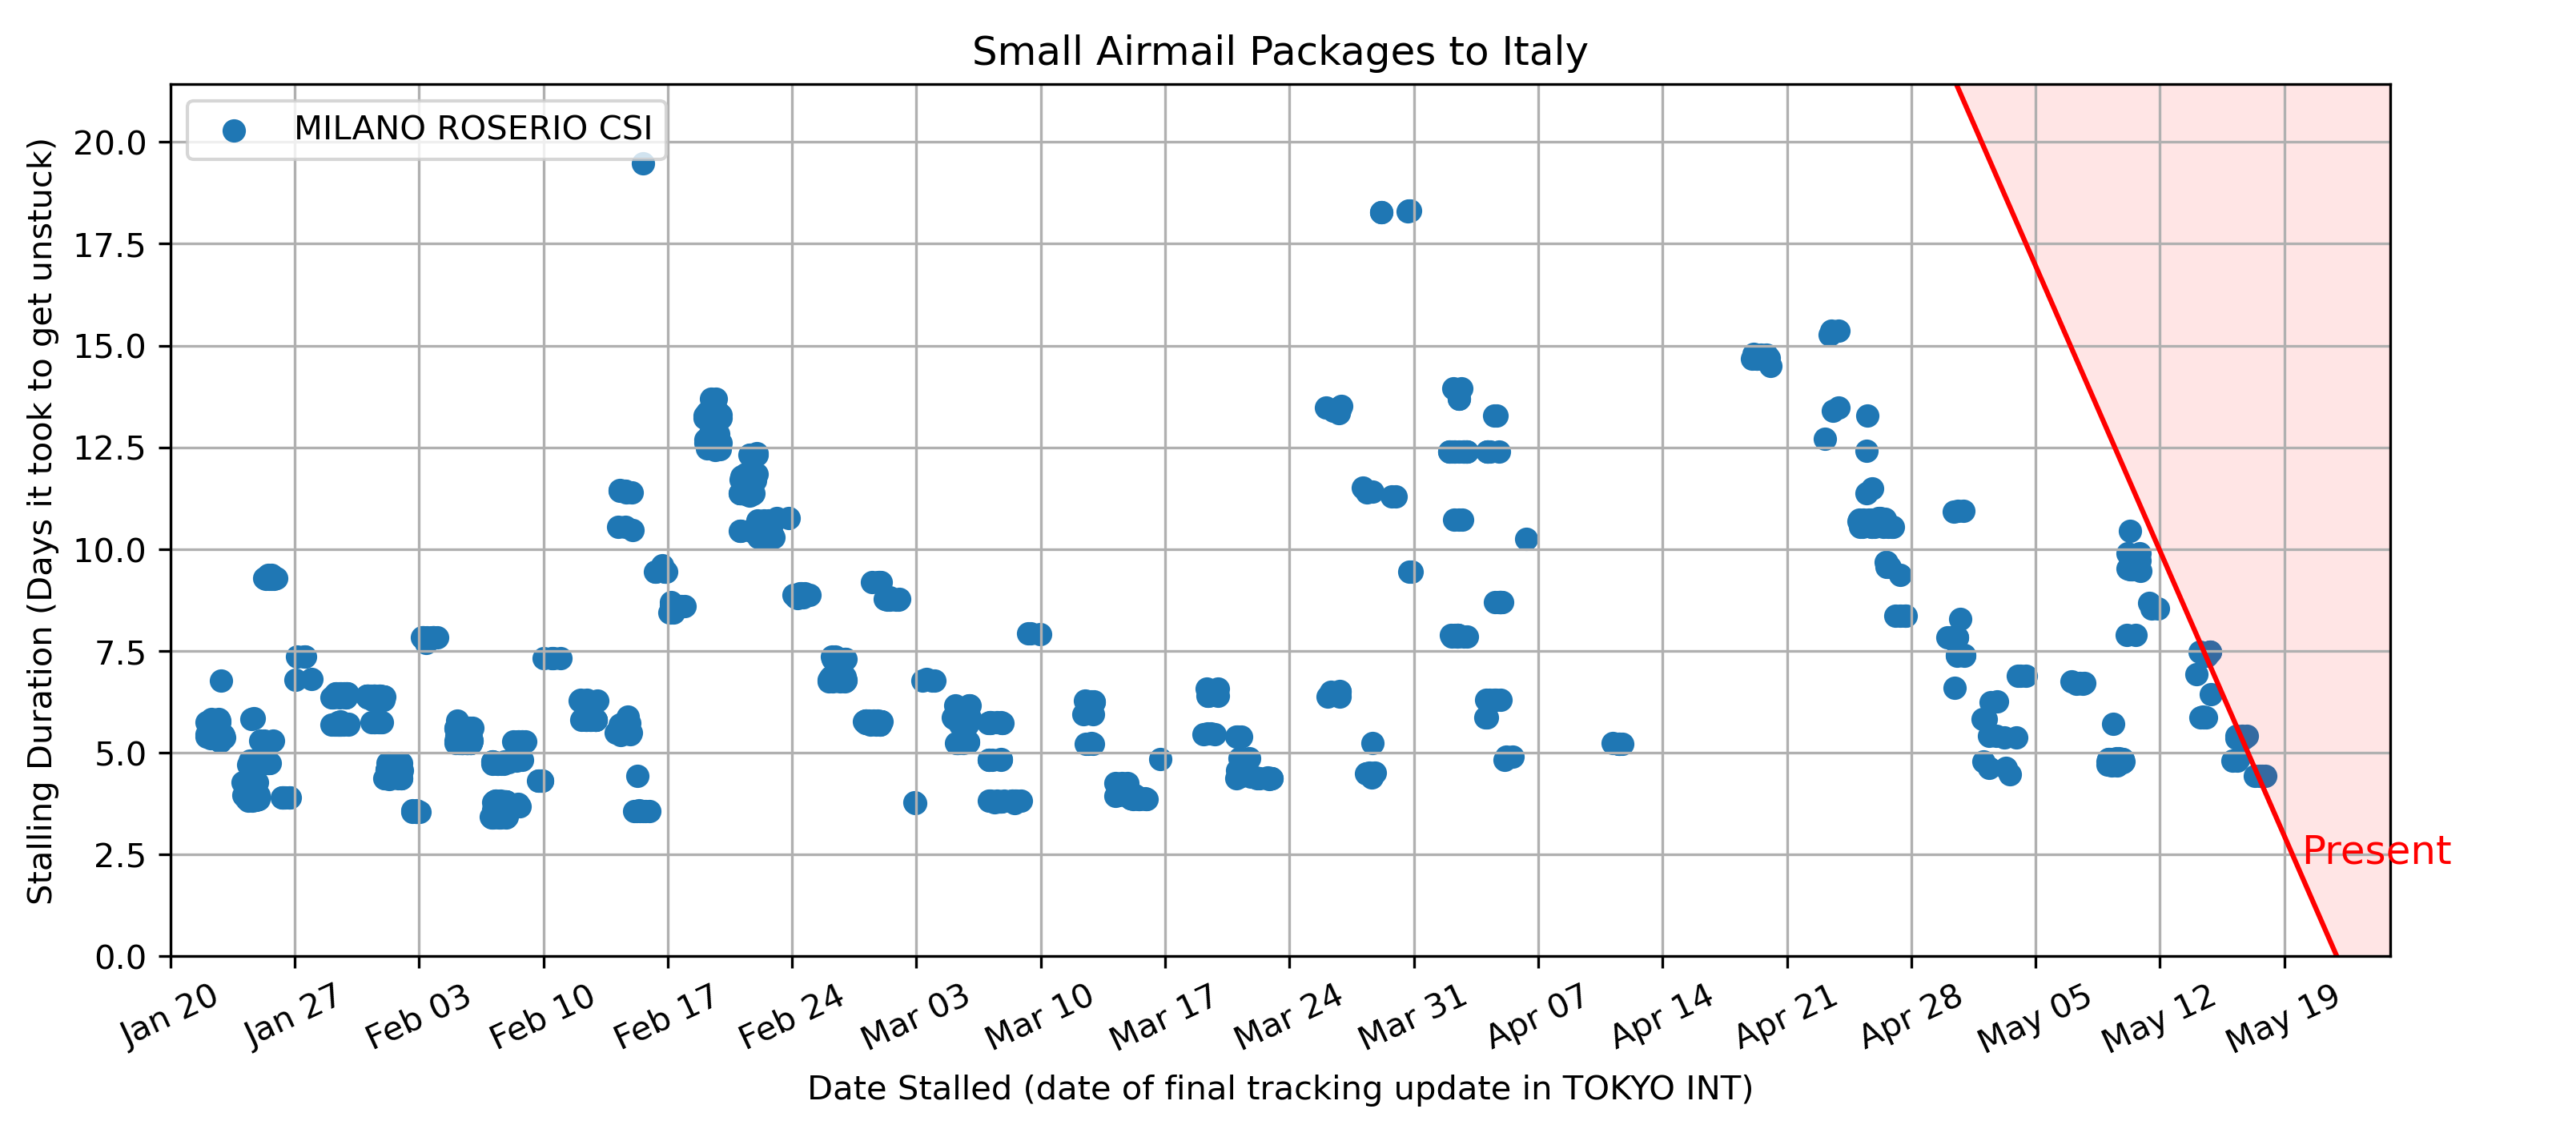 Small Airmail Packages to Italy
MILANO ROSERIO CSI
Stalling Duration (Days it took to get unstuck)
20.0
17.5
15.0
12.5
10.0
7.5
5.0
2.5
0.0
Present
Jan 20
Jan 27
Feb 03
Feb 10
Feb 17
Feb 24
Mar 03
Mar 10
Mar 17
Mar 24
Mar 31
Apr 07
Apr 14
Apr 21
Apr 28
May 05
May 12
May 19
Date Stalled (date of final tracking update in TOKYO INT)